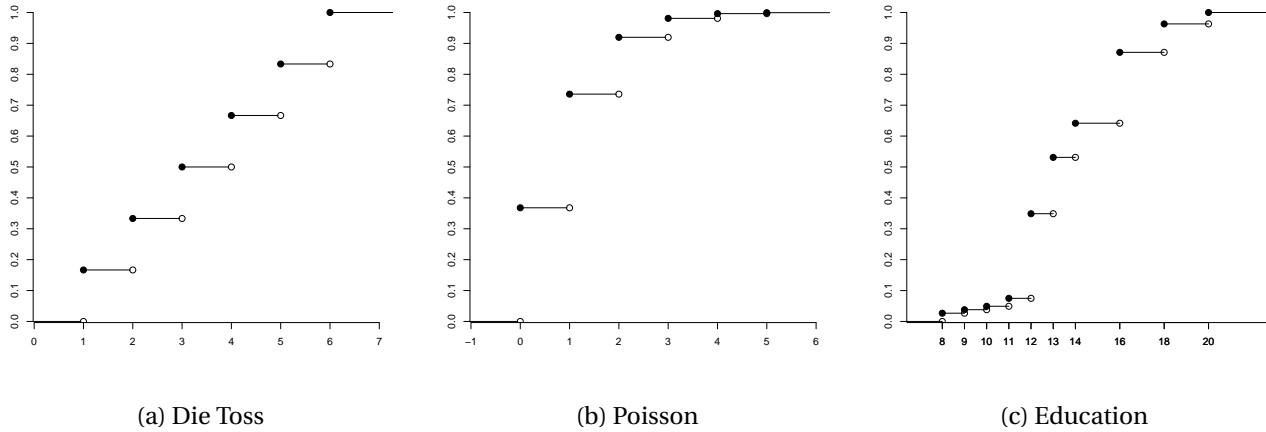 0.0 0.1 0.2 0.3 0.4 0.5 0.6 0.7 0.8 0.9 1.0
0 1 2 3 4 5 6 7
(a) Die Toss
0.0 0.1 0.2 0.3 0.4 0.5 0.6 0.7 0.8 0.9 1.0
−1 0 1 2 3 4 5 6
(b) Poisson
0.0 0.1 0.2 0.3 0.4 0.5 0.6 0.7 0.8 0.9 1.0
8 9 10 11 12 13 14 16 18 20
(c) Education